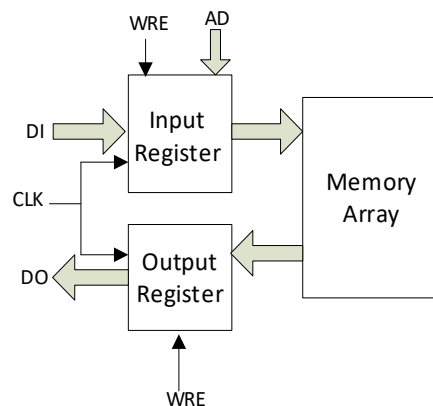 WRE
AD
DI
Input
Register
CLK
Memory
Array
DO
Output
Register
WRE